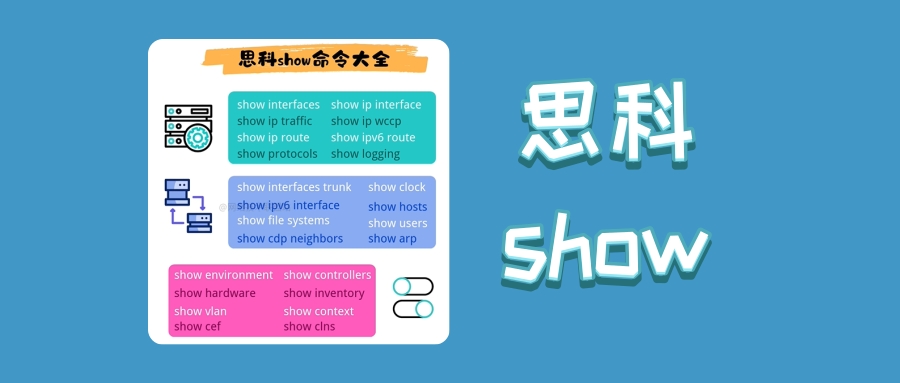 思科show命令大全
show interfaces show ip interface
show ip traffic show ip wccp
show ip route show ipv6 route
show protocols show logging
show interfaces trunk show clock
show ipv6 interface show hosts
show file systems show users
show cdp neighbors show arp
show environment show controllers
show hardware show inventory
show vlan show context
show cef show clns
思科
show